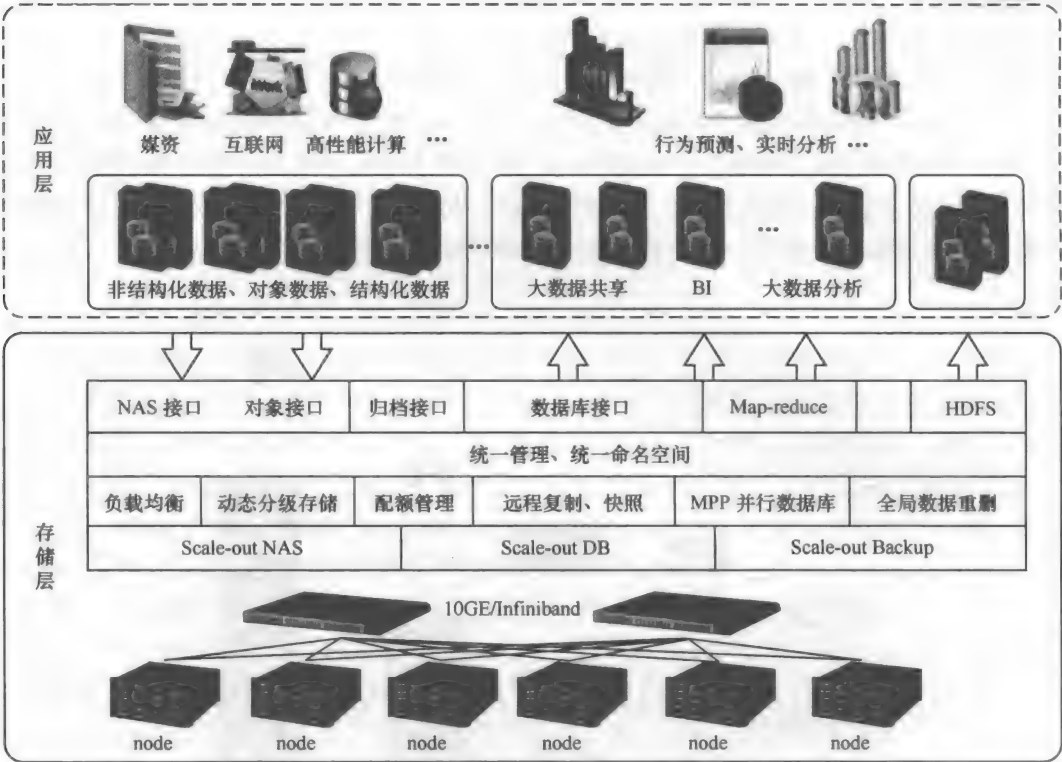 应用层
媒资 互联网 高性能计算 … 行为预测、实时分析 …
…
…
非结构化数据、对象数据、结构化数据 大数据共享 BI 大数据分析
存储层
NAS 接口 对象接口 归档接口 数据库接口 Map-reduce HDFS
统一管理、统一命名空间
负载均衡 动态分级存储 配额管理 远程复制、快照 MPP 并行数据库 全局数据重删
Scale-out NAS Scale-out DB Scale-out Backup
10GE/Infiniband
node node node node node node